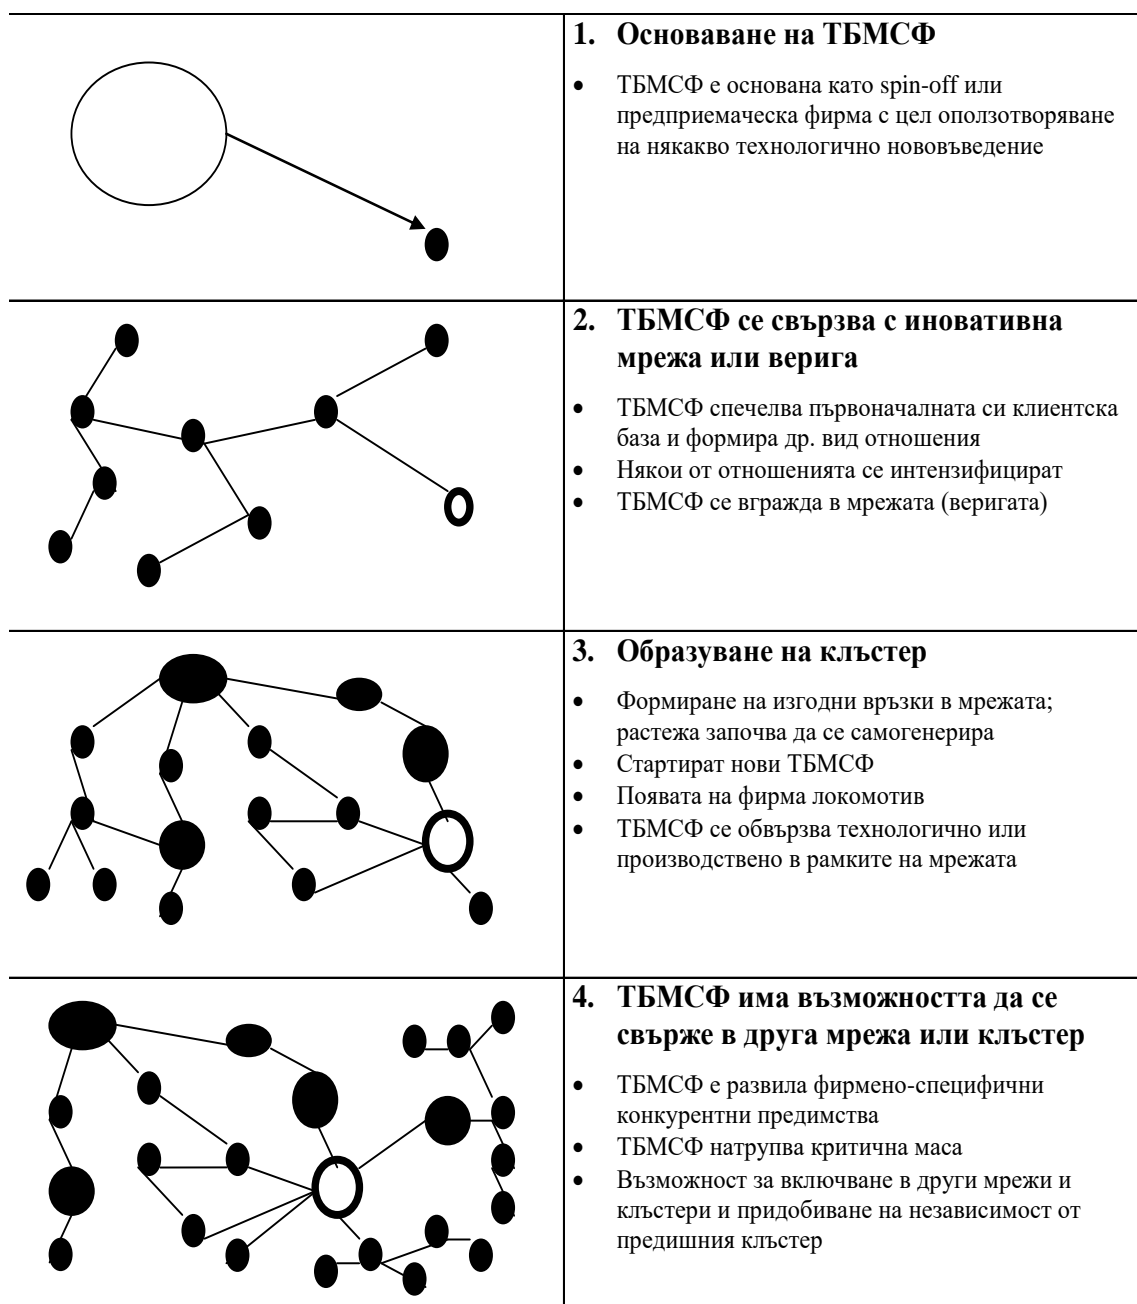 1. Основаване на ТБМСФ
• ТБМСФ е основана като spin-off или
предприемаческа фирма с цел оползотворяване
на някакво технологично нововъведение
2. ТБМСФ се свързва с иновативна
мрежа или верига
• ТБМСФ спечелва първоначалната си клиентска
база и формира др. вид отношения
• Някои от отношенията се интензифицират
• ТБМСФ се вгражда в мрежата (веригата)
3. Образуване на клъстер
• Формиране на изгодни връзки в мрежата;
растежа започва да се самогенерира
• Стартират нови ТБМСФ
• Появата на фирма локомотив
• ТБМСФ се обвързва технологично или
производствено в рамките на мрежата
4. ТБМСФ има възможността да се
свърже в друга мрежа или клъстер
• ТБМСФ е развила фирмено-специфични
конкурентни предимства
• ТБМСФ натрупва критична маса
• Възможност за включване в други мрежи и
клъстери и придобиване на независимост от
предишния клъстер